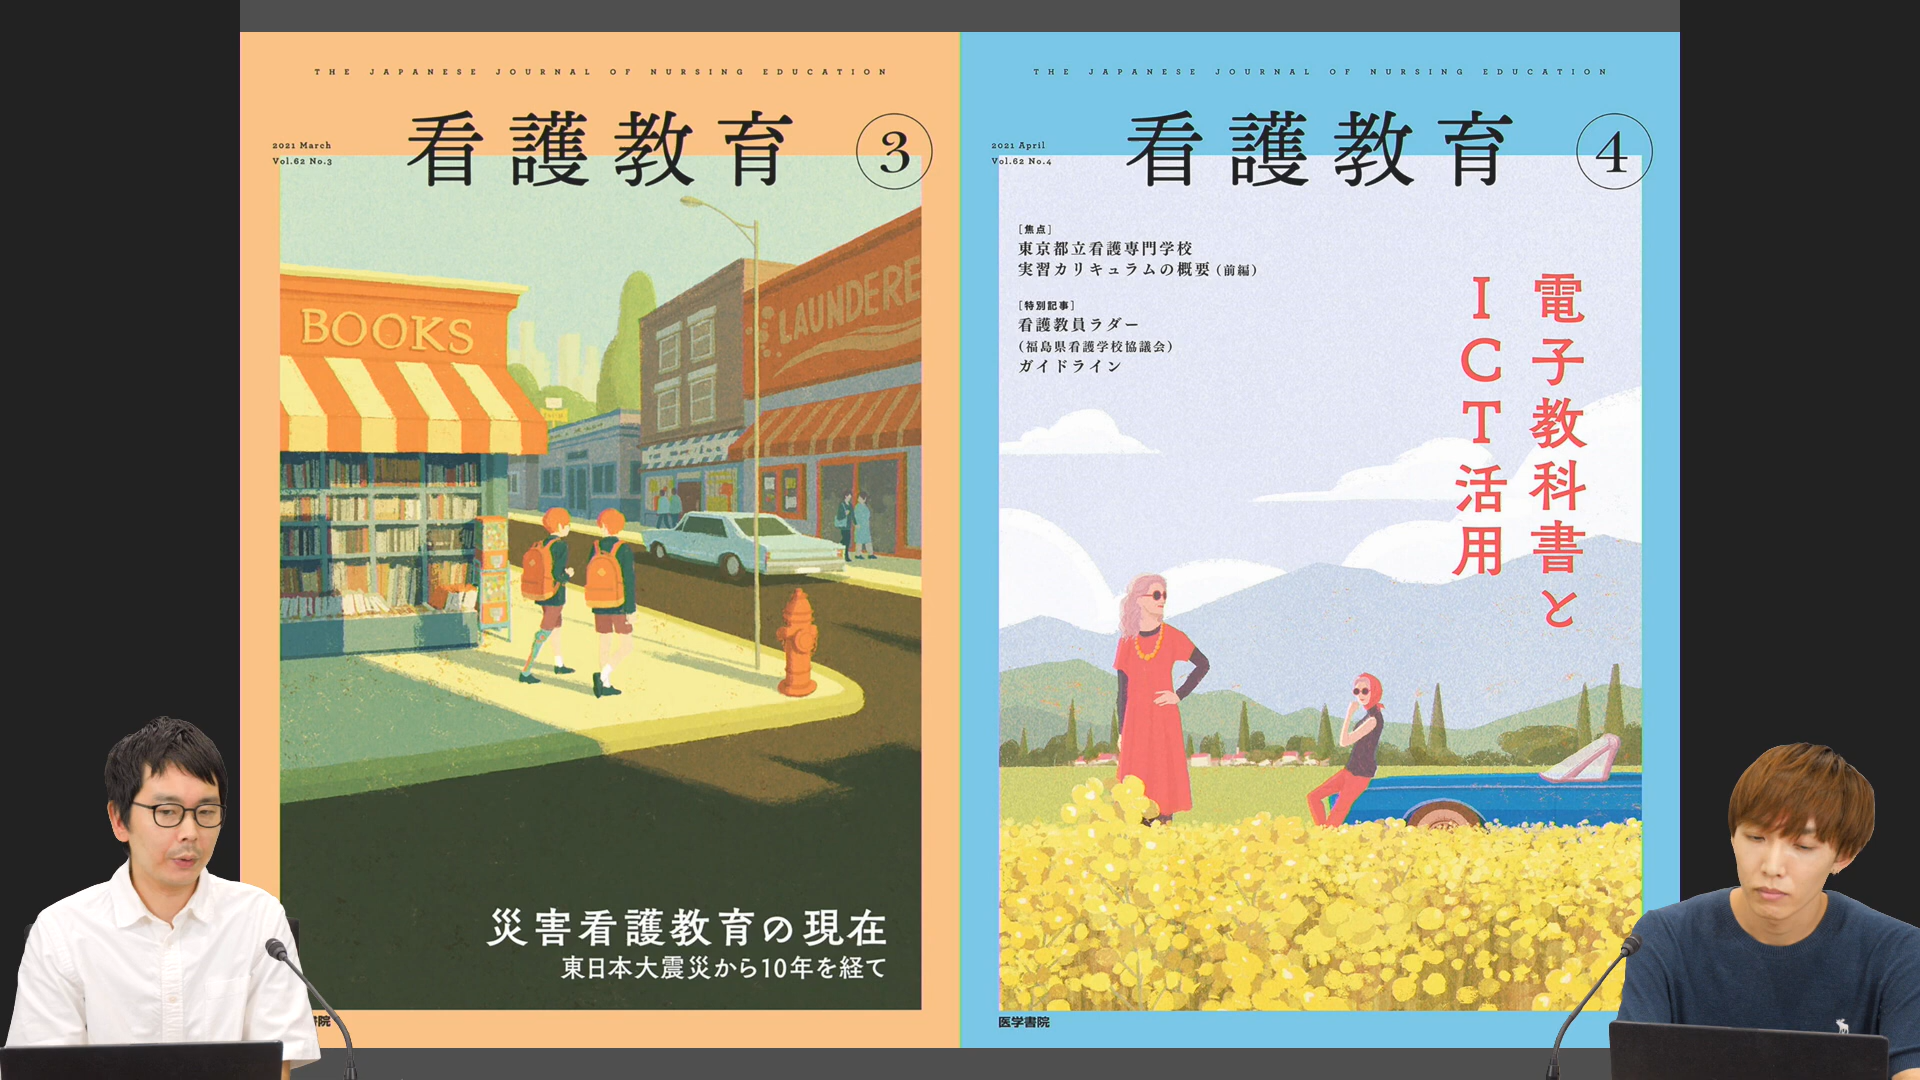 THE JAPANESE JOURNAL OF NURSING EDUCATION
看護教育
3
2021 March
Vol.62 No.3
BOOKS
LAUNDERE
災害看護教育の現在
東日本大震災から10年を経て
書院
THE JAPANESE JOURNAL OF NURSING EDUCATION
看護教育
4
2021 April
Vol.62 No.4
[焦点]
東京都立看護専門学校
実習カリキュラムの概要(前編)
[特別記事]
看護教員ラダー
(福島県看護学校協議会)
ガイドライン
電子教科書と
ICT活用
医学書院